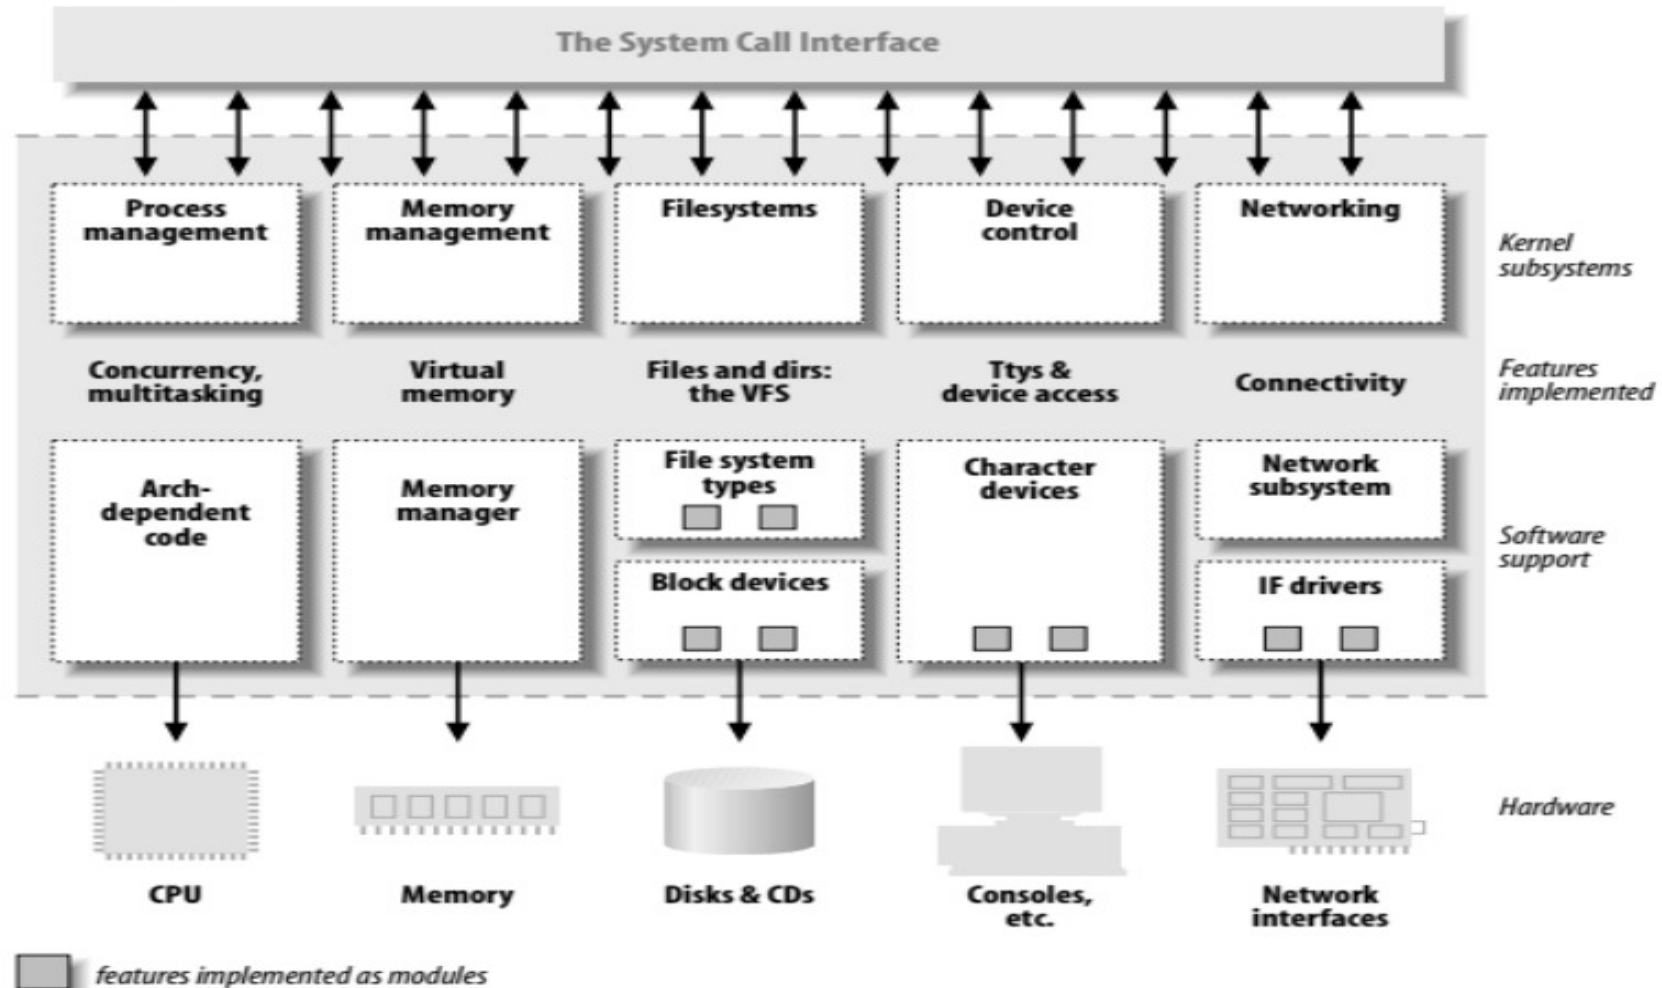 The System Call Interface
Process
management
Memory
management
Filesystems
Device
control
Networking
Kernel
subsystems
Concurrency,
multitasking
Virtual
memory
Files and dirs:
the VFS
Ttys &
device access
Connectivity
Features
implemented
Arch-
dependent
code
Memory
manager
File system
types
Block devices
Character
devices
Network
subsystem
IF drivers
Software
support
CPU
Memory
Disks & CDs
Consoles,
etc.
Network
interfaces
Hardware
features implemented as modules